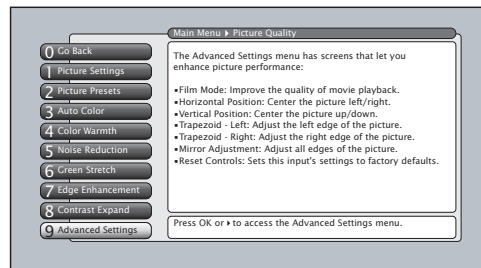 Main Menu ▸ Picture Quality
0 Go Back
1 Picture Settings
2 Picture Presets
3 Auto Color
4 Color Warmth
5 Noise Reduction
6 Green Stretch
7 Edge Enhancement
8 Contrast Expand
9 Advanced Settings
The Advanced Settings menu has screens that let you
enhance picture performance:
▪Film Mode: Improve the quality of movie playback.
▪Horizontal Position: Center the picture left/right.
▪Vertical Position: Center the picture up/down.
▪Trapezoid - Left: Adjust the left edge of the picture.
▪Trapezoid - Right: Adjust the right edge of the picture.
▪Mirror Adjustment: Adjust all edges of the picture.
▪Reset Controls: Sets this input's settings to factory defaults.
Press OK or ▸ to access the Advanced Settings menu.